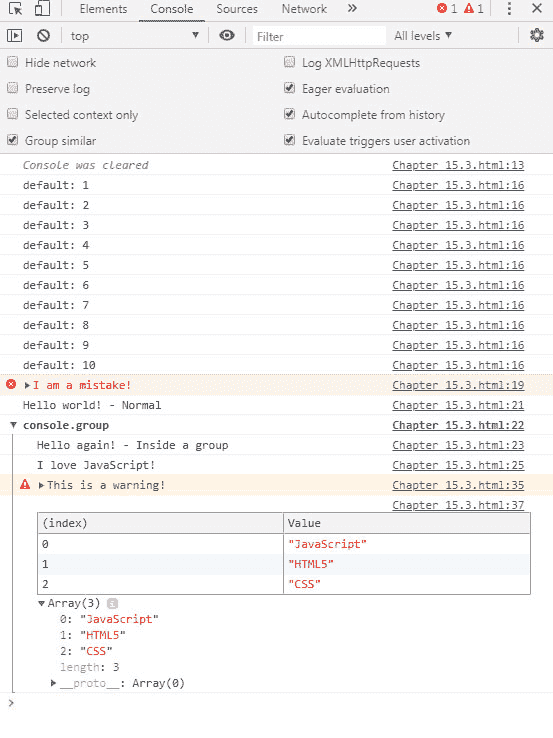 Elements Console Sources Network » 1 1
top Filter All levels
Hide network Log XMLHttpRequests
Preserve log Eager evaluation
Selected context only Autocomplete from history
Group similar Evaluate triggers user activation
Console was cleared Chapter 15.3.html:13
default: 1 Chapter 15.3.html:16
default: 2 Chapter 15.3.html:16
default: 3 Chapter 15.3.html:16
default: 4 Chapter 15.3.html:16
default: 5 Chapter 15.3.html:16
default: 6 Chapter 15.3.html:16
default: 7 Chapter 15.3.html:16
default: 8 Chapter 15.3.html:16
default: 9 Chapter 15.3.html:16
default: 10 Chapter 15.3.html:16
I am a mistake! Chapter 15.3.html:19
Hello world! - Normal Chapter 15.3.html:21
console.group Chapter 15.3.html:22
Hello again! - Inside a group Chapter 15.3.html:23
I love JavaScript! Chapter 15.3.html:25
This is a warning! Chapter 15.3.html:35
Chapter 15.3.html:37
(index) Value
0 "JavaScript"
1 "HTML5"
2 "CSS"
Array(3) i
0: "JavaScript"
1: "HTML5"
2: "CSS"
length: 3
__proto__: Array(0)
>